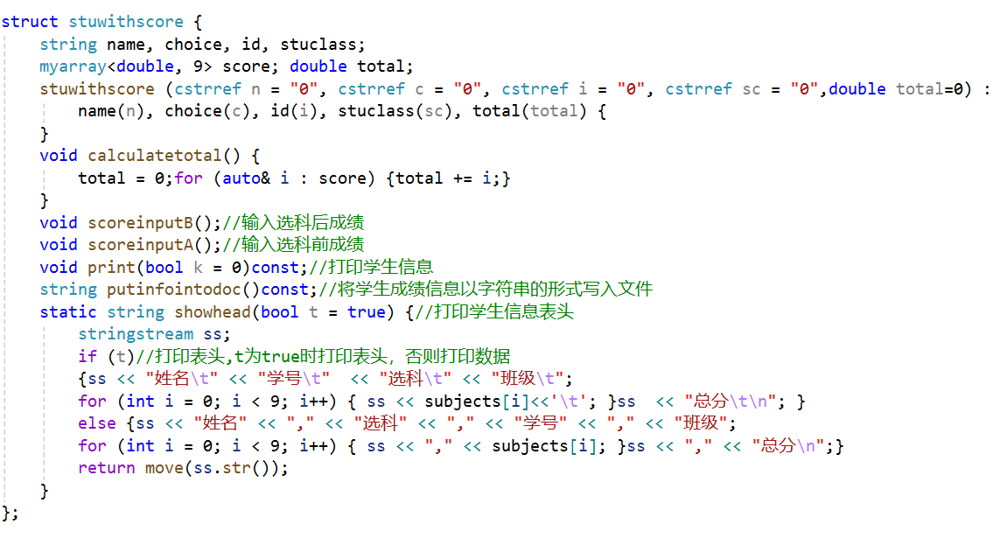 struct stuwithscore {
    string name, choice, id, stuclass;
    myarray<double, 9> score; double total;
    stuwithscore (cstrref n = "0", cstrref c = "0", cstrref i = "0", cstrref sc = "0",double total=0) :
        name(n), choice(c), id(i), stuclass(sc), total(total) {
    }
    void calculatetotal() {
        total = 0;for (auto& i : score) {total += i;}
    }
    void scoreinputB();//输入选科后成绩
    void scoreinputA();//输入选科前成绩
    void print(bool k = 0)const;//打印学生信息
    string putinfointodoc()const;//将学生成绩信息以字符串的形式写入文件
    static string showhead(bool t = true) {//打印学生信息表头
        stringstream ss;
        if (t)//打印表头,t为true时打印表头，否则打印数据
        {ss << "姓名\t" << "学号\t"  << "选科\t" << "班级\t";
        for (int i = 0; i < 9; i++) { ss << subjects[i]<<'\t'; }ss  << "总分\t\n"; }
        else {ss << "姓名" << "," << "选科" << "," << "学号" << "," << "班级";
        for (int i = 0; i < 9; i++) { ss << "," << subjects[i]; }ss << "," << "总分\n";}
        return move(ss.str());
    }
};